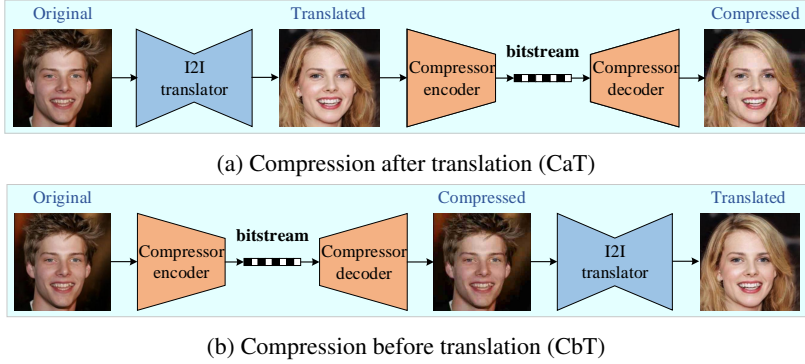 Original
Translated
Compressed
I2I
translator
Compressor
encoder
bitstream
Compressor
decoder
(a) Compression after translation (CaT)
Original
Compressed
Translated
Compressor
encoder
bitstream
Compressor
decoder
I2I
translator
(b) Compression before translation (CbT)